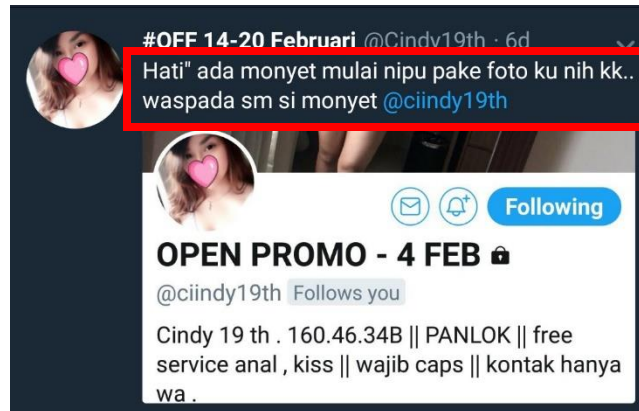 #OFF 14-20 Februari @Cindy19th · 6d
Hati" ada monyet mulai nipu pake foto ku nih kk..
waspada sm si monyet @ciindy19th
Following
OPEN PROMO - 4 FEB
@ciindy19th Follows you
Cindy 19 th . 160.46.34B || PANLOK || free
service anal , kiss || wajib caps || kontak hanya
wa .